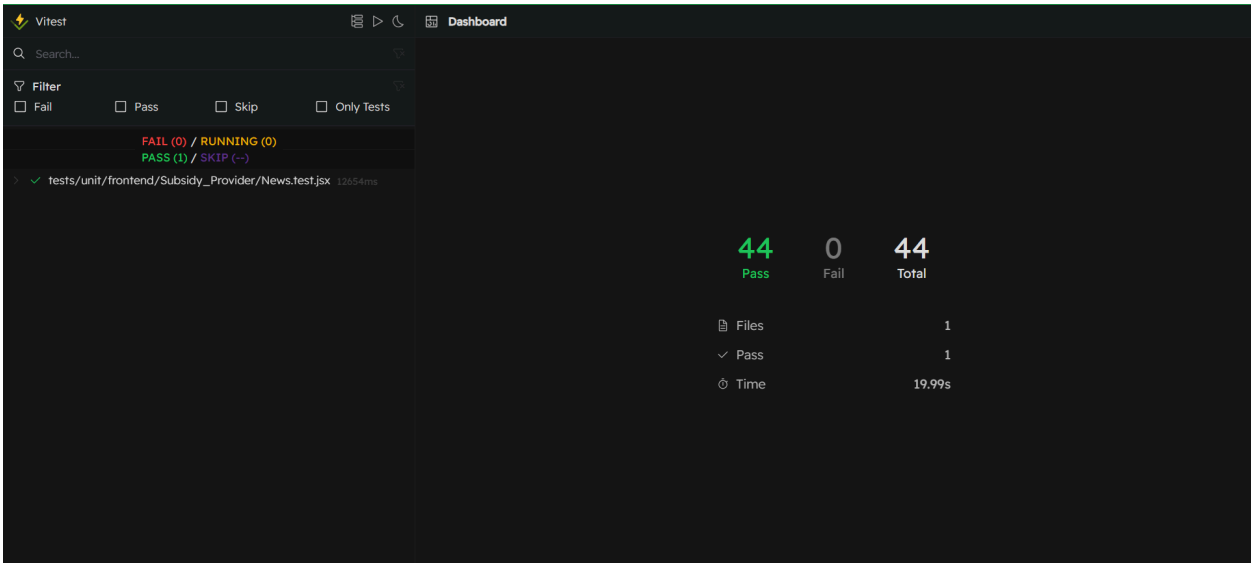 Vitest
Dashboard
Search...
Filter
Fail
Pass
Skip
Only Tests
FAIL (0) / RUNNING (0)
PASS (1) / SKIP (--)
tests/unit/frontend/Subsidy_Provider/News.test.jsx 12654ms
44 0 44
Pass Fail Total
Files 1
Pass 1
Time 19.99s